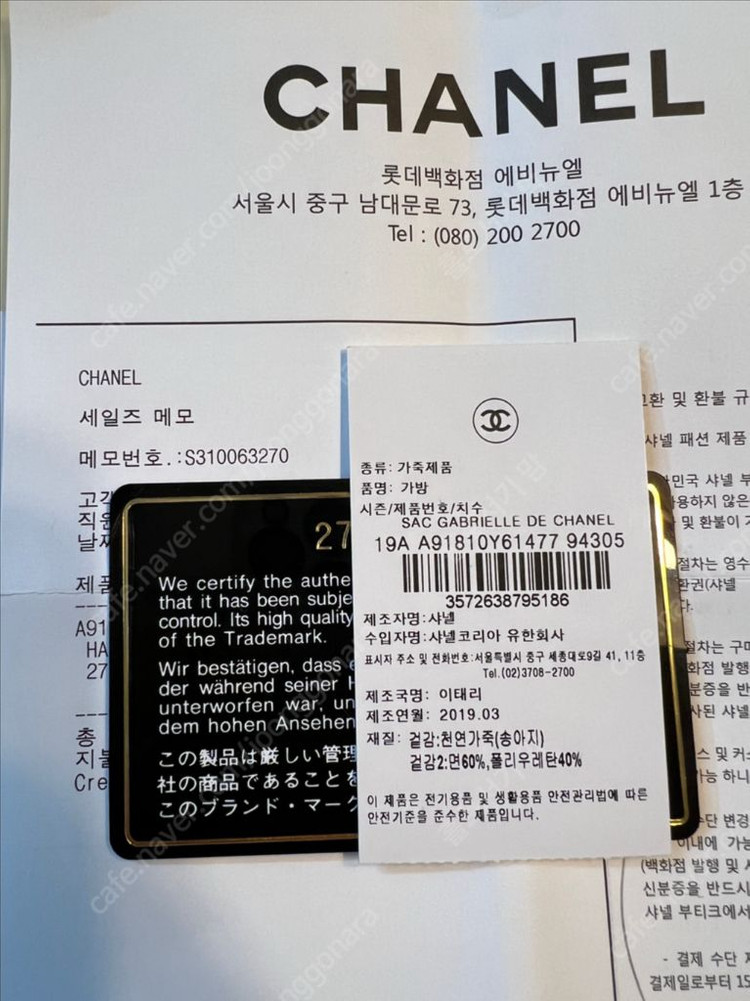 CHANEL
롯데백화점 에비뉴엘
서울시 중구 남대문로 73, 롯데백화점 에비뉴엘 1층
Tel : (080) 200 2700
CHANEL
세일즈 메모
메모번호.:S310063270
고객
직원
날짜
제품
A91
HA
27
총
지불
Cre
27
We certify the authe
that it has been subje
control. Its high quality
of the Trademark.
Wir bestätigen, dass
der während seiner H
unterworfen war, un
dem hohen Ansehen
この製品は厳しい管理
社の商品であることを
このブランド・マーク
종류: 가죽제품
품명: 가방
시즌/제품번호/치수
SAC GABRIELLE DE CHANEL
19A A91810Y61477 94305
3572638795186
제조자명:샤넬
수입자명:샤넬코리아 유한회사
표시자 주소 및 전화번호:서울특별시 중구 세종대로9길 41, 11층
Tel.(02)3708-2700
제조국명: 이태리
제조연월: 2019.03
재질: 겉감:천연가죽(송아지)
겉감2:면60%,폴리우레탄40%
이 제품은 전기용품 및 생활용품 안전관리법에 따른
안전기준을 준수한 제품입니다.
교환 및 환불 규
샤넬 패션 제품
민국 샤넬 부
사용하지 않은
및 환불이
절차는 영수
환권(샤넬
다.
절차는 구매
화점 발행
분증을 반
사된 샤넬
스 및 커스
가능 하니
수단 변경
이내에 가능
(백화점 발행 및
신분증을 반드시
샤넬 부티크에서
- 결제 수단
결제일로부터 15
cafe.naver.com/joonggonara